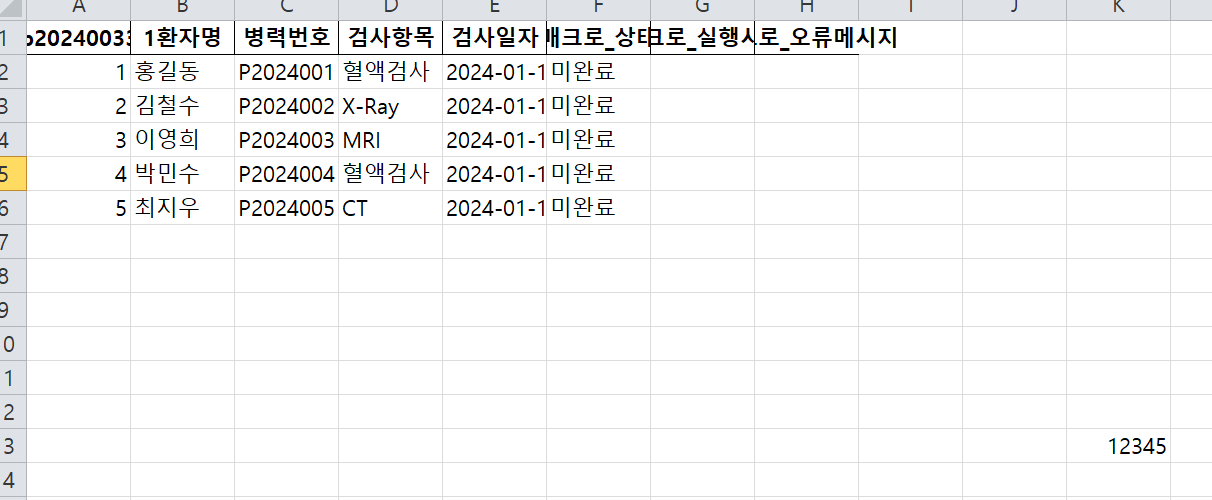 A B C D E F G H I J K
1 p20240033 1환자명 병력번호 검사항목 검사일자 매크로_상태 크로_실행시 로_오류메시지
2 1 홍길동 P2024001 혈액검사 2024-01-1 미완료
3 2 김철수 P2024002 X-Ray 2024-01-1 미완료
4 3 이영희 P2024003 MRI 2024-01-1 미완료
5 4 박민수 P2024004 혈액검사 2024-01-1 미완료
6 5 최지우 P2024005 CT 2024-01-1 미완료
7
8
9
0
1
2
3 12345
4